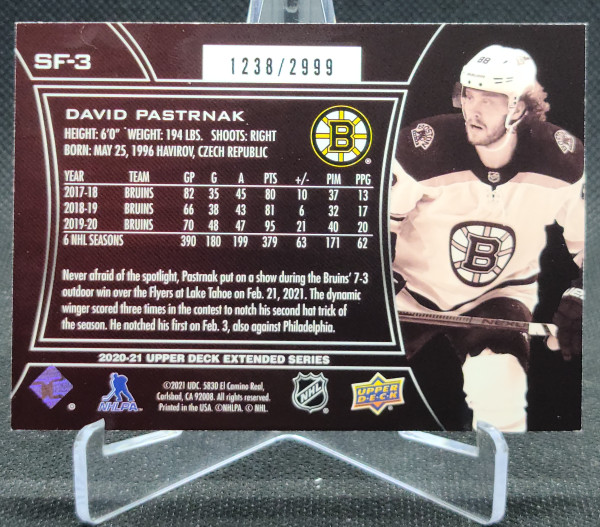 SF-3
1238/2999
88
DAVID PASTRNAK
HEIGHT: 6'0" WEIGHT: 194 LBS. SHOOTS: RIGHT
BORN: MAY 25, 1996 HAVIROV, CZECH REPUBLIC
B
YEAR TEAM GP G A PTS +/- PIM PPG
2017-18 BRUINS 82 35 45 80 10 37 13
2018-19 BRUINS 66 38 43 81 6 32 17
2019-20 BRUINS 70 48 47 95 21 40 20
6 NHL SEASONS 390 180 199 379 63 171 62
B
Never afraid of the spotlight, Pastrnak put on a show during the Bruins' 7-3
outdoor win over the Flyers at Lake Tahoe on Feb. 21, 2021. The dynamic
winger scored three times in the contest to notch his second hat trick of
the season. He notched his first on Feb. 3, also against Philadelphia.
NEXUS
2020-21 UPPER DECK EXTENDED SERIES
NHLPA
©2021 UDC. 5830 El Camino Real,
Carlsbad, CA 92008. All rights reserved.
Printed in the USA. ©NHLPA. © NHL.
NHL
UPPER
DECK